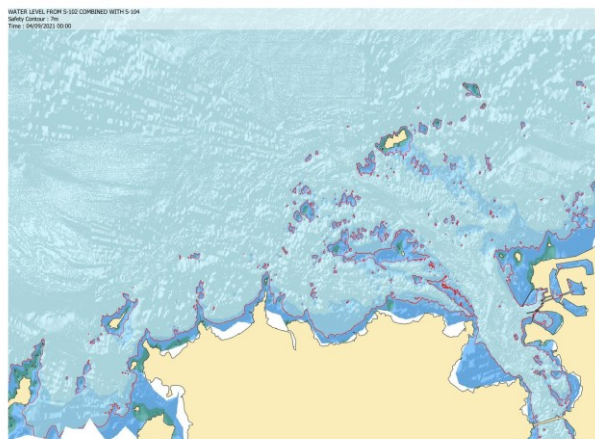 WATER LEVEL FROM S-102 COMBINED WITH S-104
Safety Contour : 7m
Time : 04/09/2021 00:00